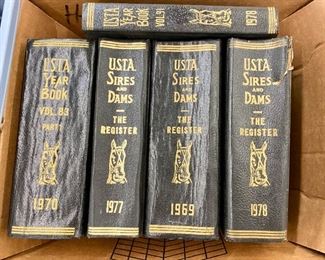 U.S.T.A. YEAR BOOK VOL. 91 1978
U.S.T.A.
YEAR
BOOK
VOL. 83
PART 1
1970
U.S.T.A.
SIRES
AND
DAMS
THE
REGISTER
1977
U.S.T.A.
SIRES
AND
DAMS
THE
REGISTER
1969
U.S.T.A.
SIRES
AND
DAMS
THE
REGISTER
1978